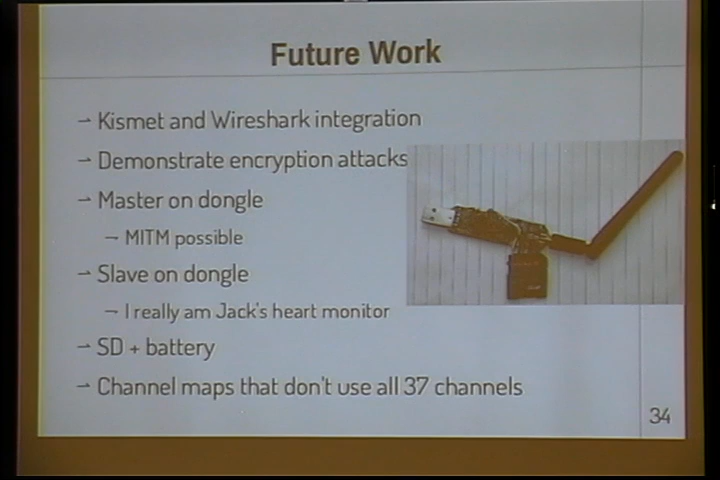 Future Work
→ Kismet and Wireshark integration
→ Demonstrate encryption attacks
→ Master on dongle
→ MITM possible
→ Slave on dongle
→ I really am Jack's heart monitor
→ SD + battery
→ Channel maps that don't use all 37 channels
34